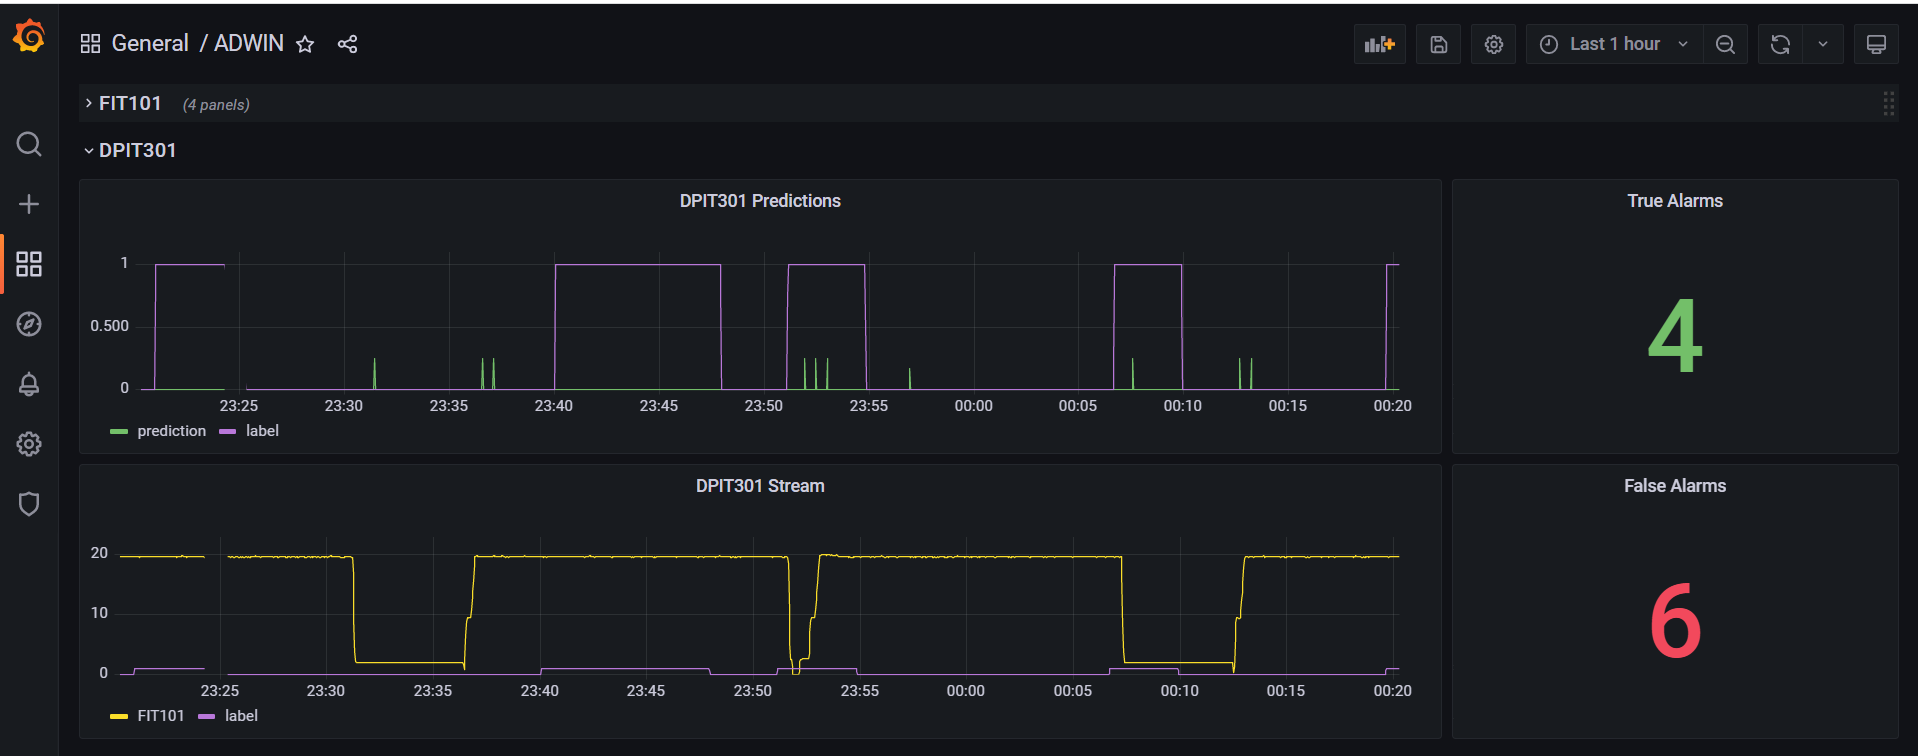 General / ADWIN
Last 1 hour
FIT101 (4 panels)
DPIT301
DPIT301 Predictions
1
0.500
0
23:25 23:30 23:35 23:40 23:45 23:50 23:55 00:00 00:05 00:10 00:15 00:20
prediction label
True Alarms
4
DPIT301 Stream
20
10
0
23:25 23:30 23:35 23:40 23:45 23:50 23:55 00:00 00:05 00:10 00:15 00:20
FIT101 label
False Alarms
6